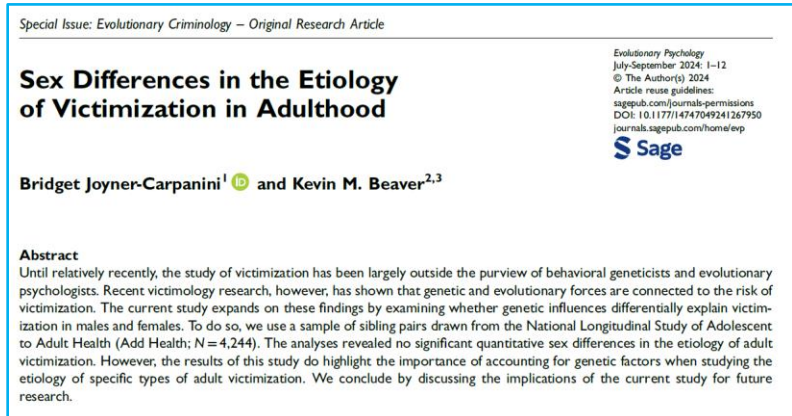 Special Issue: Evolutionary Criminology – Original Research Article
Sex Differences in the Etiology
of Victimization in Adulthood
Evolutionary Psychology
July-September 2024: 1–12
© The Author(s) 2024
Article reuse guidelines:
sagepub.com/journals-permissions
DOI: 10.1177/14747049241267950
journals.sagepub.com/home/evp
S Sage
Bridget Joyner-Carpanini1 iD and Kevin M. Beaver2,3
Abstract
Until relatively recently, the study of victimization has been largely outside the purview of behavioral geneticists and evolutionary
psychologists. Recent victimology research, however, has shown that genetic and evolutionary forces are connected to the risk of
victimization. The current study expands on these findings by examining whether genetic influences differentially explain victim-
ization in males and females. To do so, we use a sample of sibling pairs drawn from the National Longitudinal Study of Adolescent
to Adult Health (Add Health; N = 4,244). The analyses revealed no significant quantitative sex differences in the etiology of adult
victimization. However, the results of this study do highlight the importance of accounting for genetic factors when studying the
etiology of specific types of adult victimization. We conclude by discussing the implications of the current study for future
research.